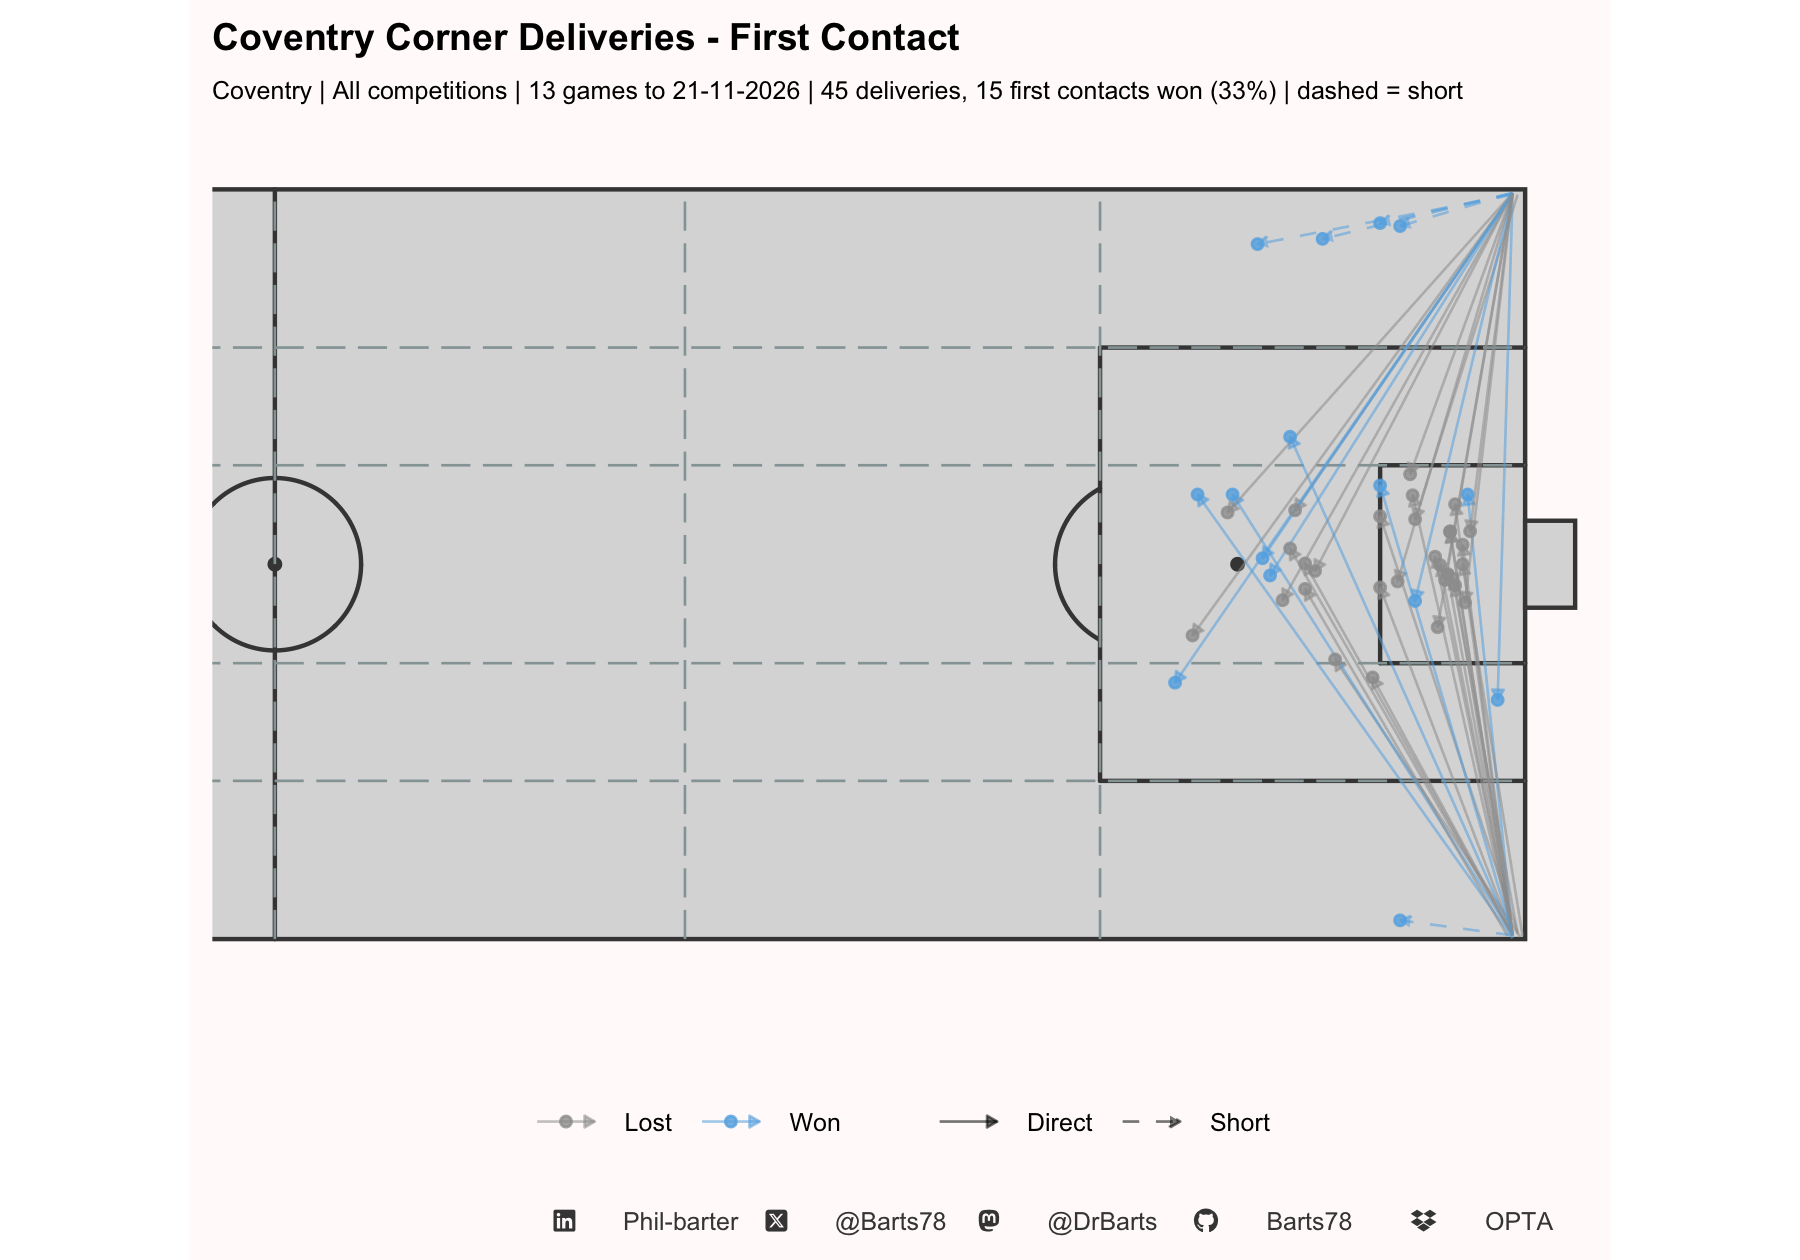 Coventry Corner Deliveries - First Contact
Coventry | All competitions | 13 games to 21-11-2026 | 45 deliveries, 15 first contacts won (33%) | dashed = short
Lost Won Direct Short
Phil-barter @Barts78 @DrBarts Barts78 OPTA